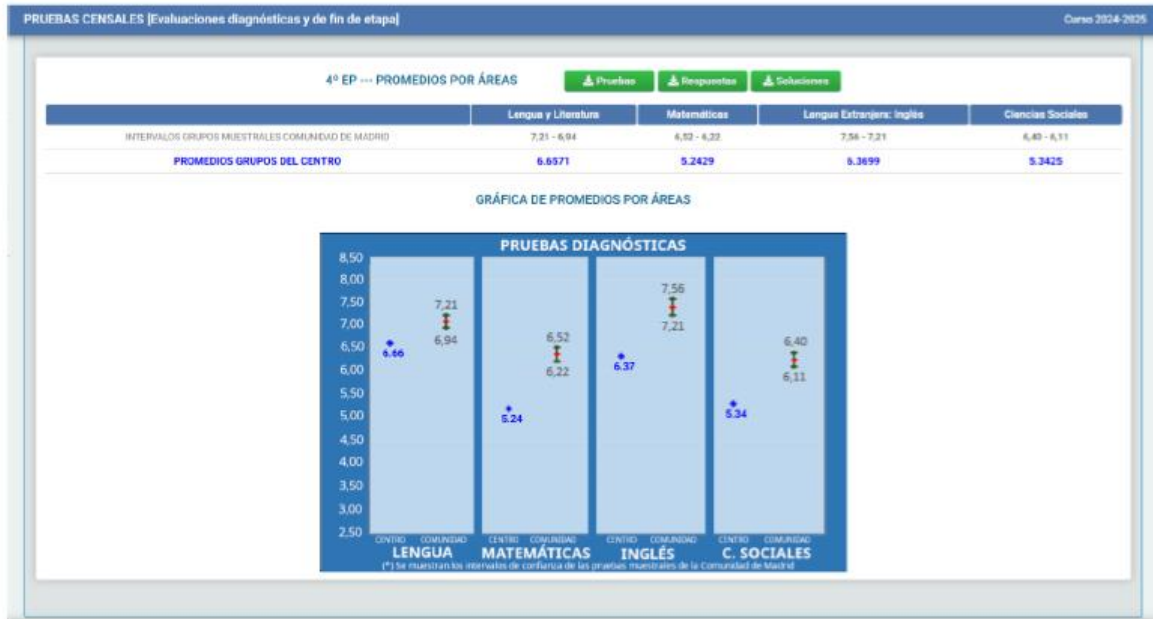 PRUEBAS CENSALES [Evaluaciones diagnósticas y de fin de etapa] Curso 2024-2025
4º EP --- PROMEDIOS POR ÁREAS Pruebas Respuestas Soluciones
Lengua y Literatura Matemáticas Lengua Extranjera: Inglés Ciencias Sociales
INTERVALOS GRUPOS MUESTRALES COMUNIDAD DE MADRID 7,21 - 6,94 6,52 - 6,22 7,56 - 7,21 6,40 - 6,11
PROMEDIOS GRUPOS DEL CENTRO 6.6571 5.2429 6.3699 5.3425
GRÁFICA DE PROMEDIOS POR ÁREAS
PRUEBAS DIAGNÓSTICAS
8,50
8,00
7,50
7,00
6,50
6,00
5,50
5,00
4,50
4,00
3,50
3,00
2,50
7,21
6,94
6.66
6,52
6,22
5.24
7,56
7,21
6.37
6,40
6,11
5.34
CENTRO COMUNIDAD CENTRO COMUNIDAD CENTRO COMUNIDAD CENTRO COMUNIDAD
LENGUA MATEMÁTICAS INGLÉS C. SOCIALES
(*) Se muestran los intervalos de confianza de las pruebas muestrales de la Comunidad de Madrid